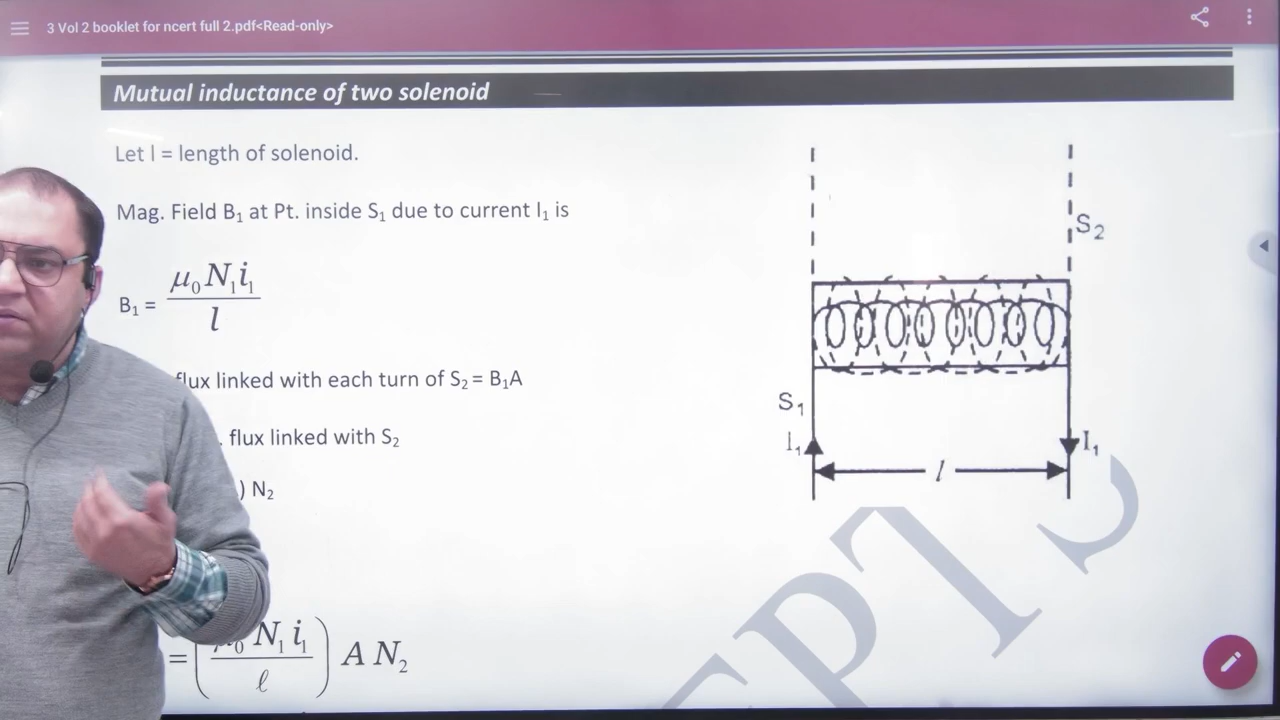 3 Vol 2 booklet for ncert full 2.pdf<Read-only>
Mutual inductance of two solenoid
Let l = length of solenoid.
Mag. Field B₁ at Pt. inside S₁ due to current I₁ is
B₁ = μ₀N₁i₁ / l
flux linked with each turn of S₂ = B₁A
. flux linked with S₂
) N₂
= (μ₀ N₁ i₁ / ℓ) A N₂
S₂
S₁
I₁
I₁
l